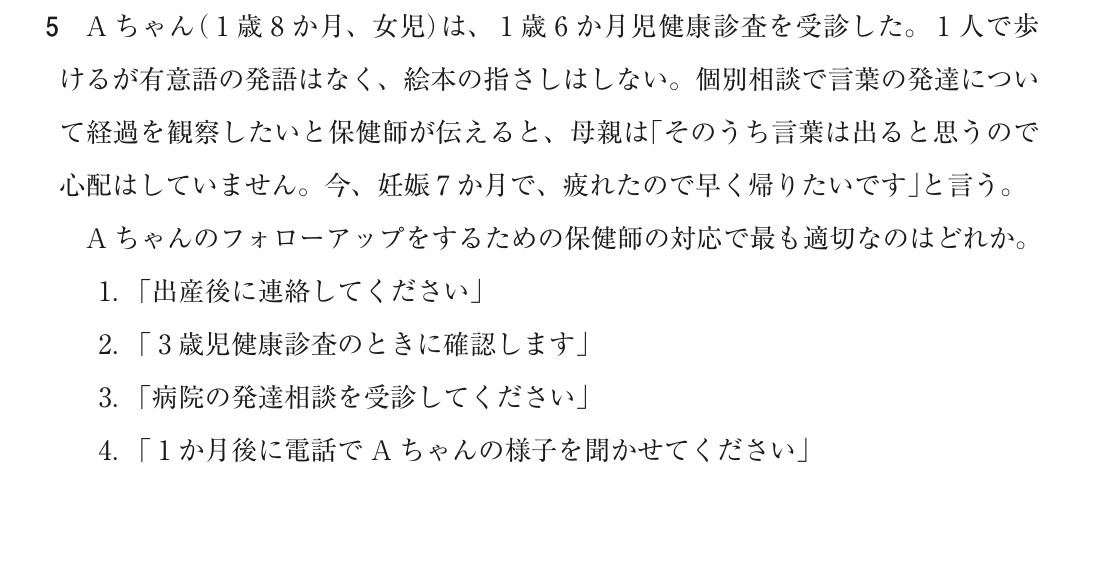 5 Aちゃん(1歳8か月、女児)は、1歳6か月児健康診査を受診した。1人で歩
けるが有意語の発語はなく、絵本の指さしはしない。個別相談で言葉の発達につい
て経過を観察したいと保健師が伝えると、母親は「そのうち言葉は出ると思うので
心配はしていません。今、妊娠7か月で、疲れたので早く帰りたいです」と言う。
Aちゃんのフォローアップをするための保健師の対応で最も適切なのはどれか。
1. 「出産後に連絡してください」
2. 「3歳児健康診査のときに確認します」
3. 「病院の発達相談を受診してください」
4. 「1か月後に電話でAちゃんの様子を聞かせてください」